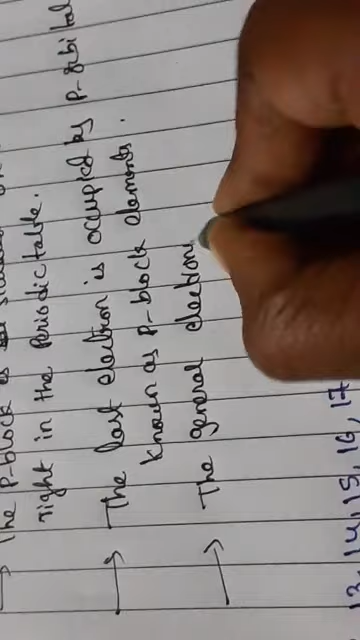 The P-block is
right in the Periodic table.
→ The last electron is occupied by P-orbital
known as P-block elements.
→ The general electron
13, 14, 15, 16, 17